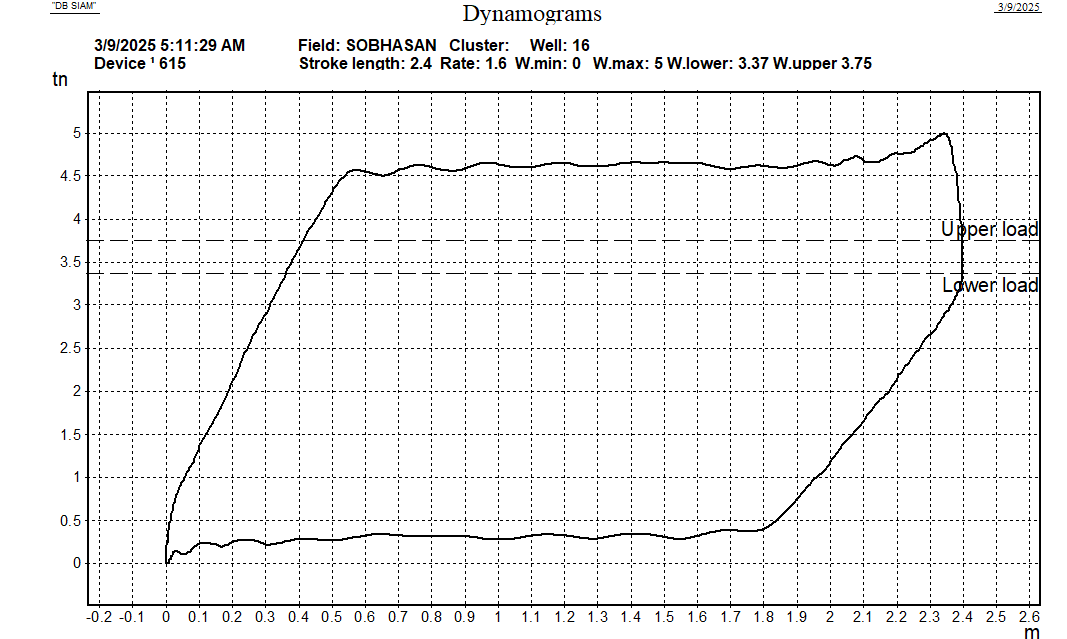 "DB SIAM"
3/9/2025
Dynamograms
3/9/2025 5:11:29 AM Field: SOBHASAN Cluster: Well: 16
Device ¹ 615 Stroke length: 2.4 Rate: 1.6 W.min: 0 W.max: 5 W.lower: 3.37 W.upper 3.75
tn
5
4.5
4
Upper load
3.5
Lower load
3
2.5
2
1.5
1
0.5
0
-0.2 -0.1 0 0.1 0.2 0.3 0.4 0.5 0.6 0.7 0.8 0.9 1 1.1 1.2 1.3 1.4 1.5 1.6 1.7 1.8 1.9 2 2.1 2.2 2.3 2.4 2.5 2.6
m